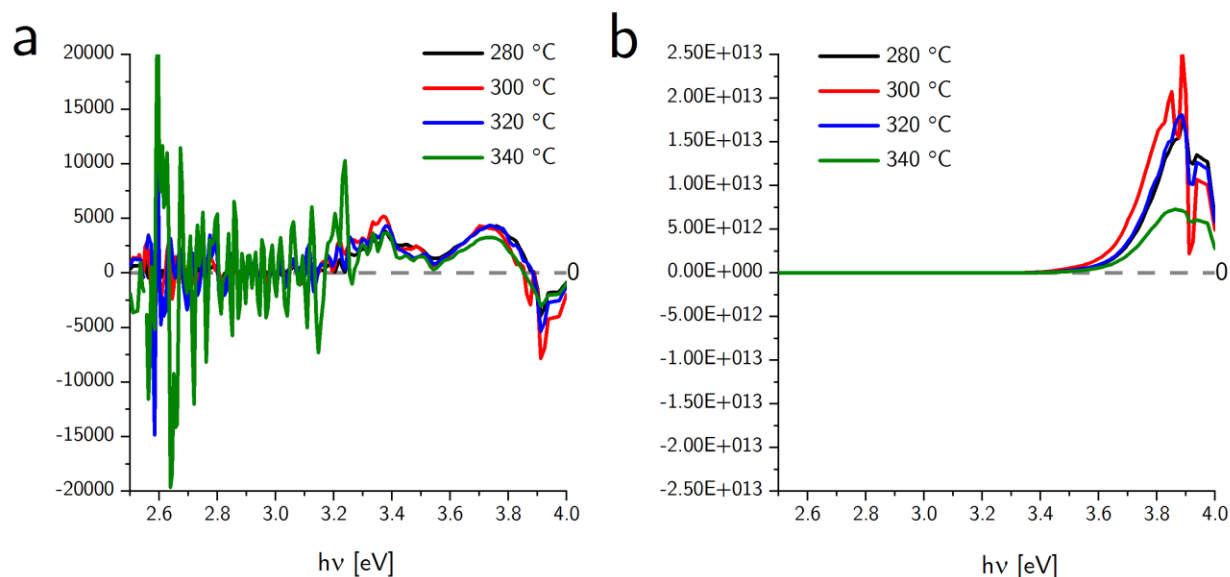 a
20000
15000
10000
5000
0
-5000
-10000
-15000
-20000
280 °C
300 °C
320 °C
340 °C
0
2.6 2.8 3.0 3.2 3.4 3.6 3.8 4.0
hν [eV]
b
2.50E+013
2.00E+013
1.50E+013
1.00E+013
5.00E+012
0.00E+000
-5.00E+012
-1.00E+013
-1.50E+013
-2.00E+013
-2.50E+013
280 °C
300 °C
320 °C
340 °C
0
2.6 2.8 3.0 3.2 3.4 3.6 3.8 4.0
hν [eV]